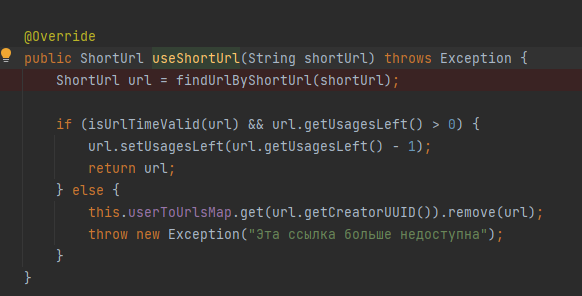 @Override
public ShortUrl useShortUrl(String shortUrl) throws Exception {
ShortUrl url = findUrlByShortUrl(shortUrl);
if (isUrlTimeValid(url) && url.getUsagesLeft() > 0) {
url.setUsagesLeft(url.getUsagesLeft() - 1);
return url;
} else {
this.userToUrlsMap.get(url.getCreatorUUID()).remove(url);
throw new Exception("Эта ссылка больше недоступна");
}
}